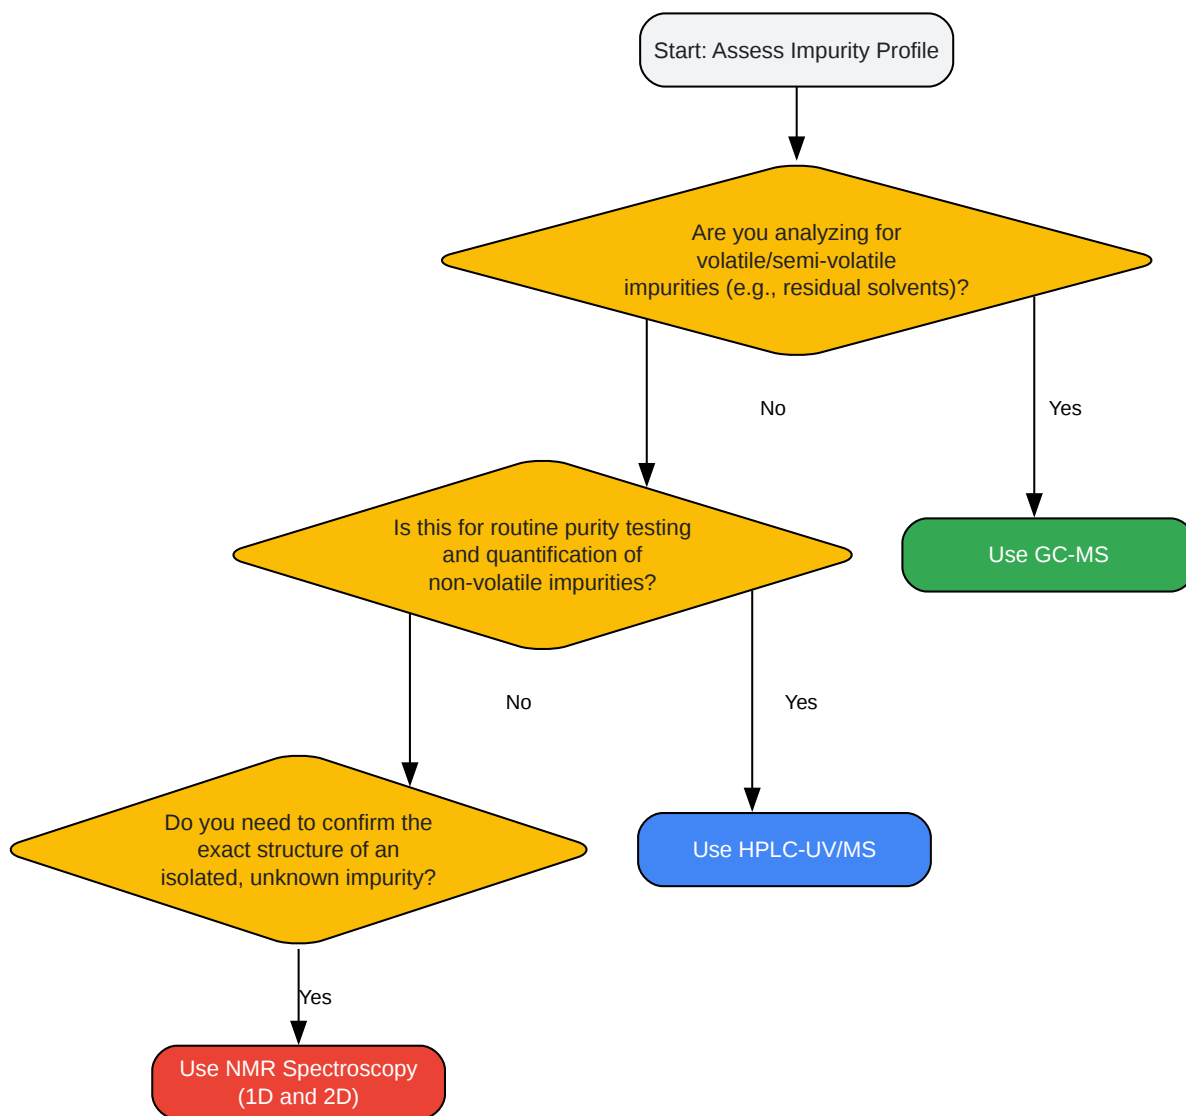 Start: Assess Impurity Profile
Are you analyzing for
volatile/semi-volatile
impurities (e.g., residual solvents)?
No
Yes
Is this for routine purity testing
and quantification of
non-volatile impurities?
Use GC-MS
No
Yes
Do you need to confirm the
exact structure of an
isolated, unknown impurity?
Use HPLC-UV/MS
Yes
Use NMR Spectroscopy
(1D and 2D)